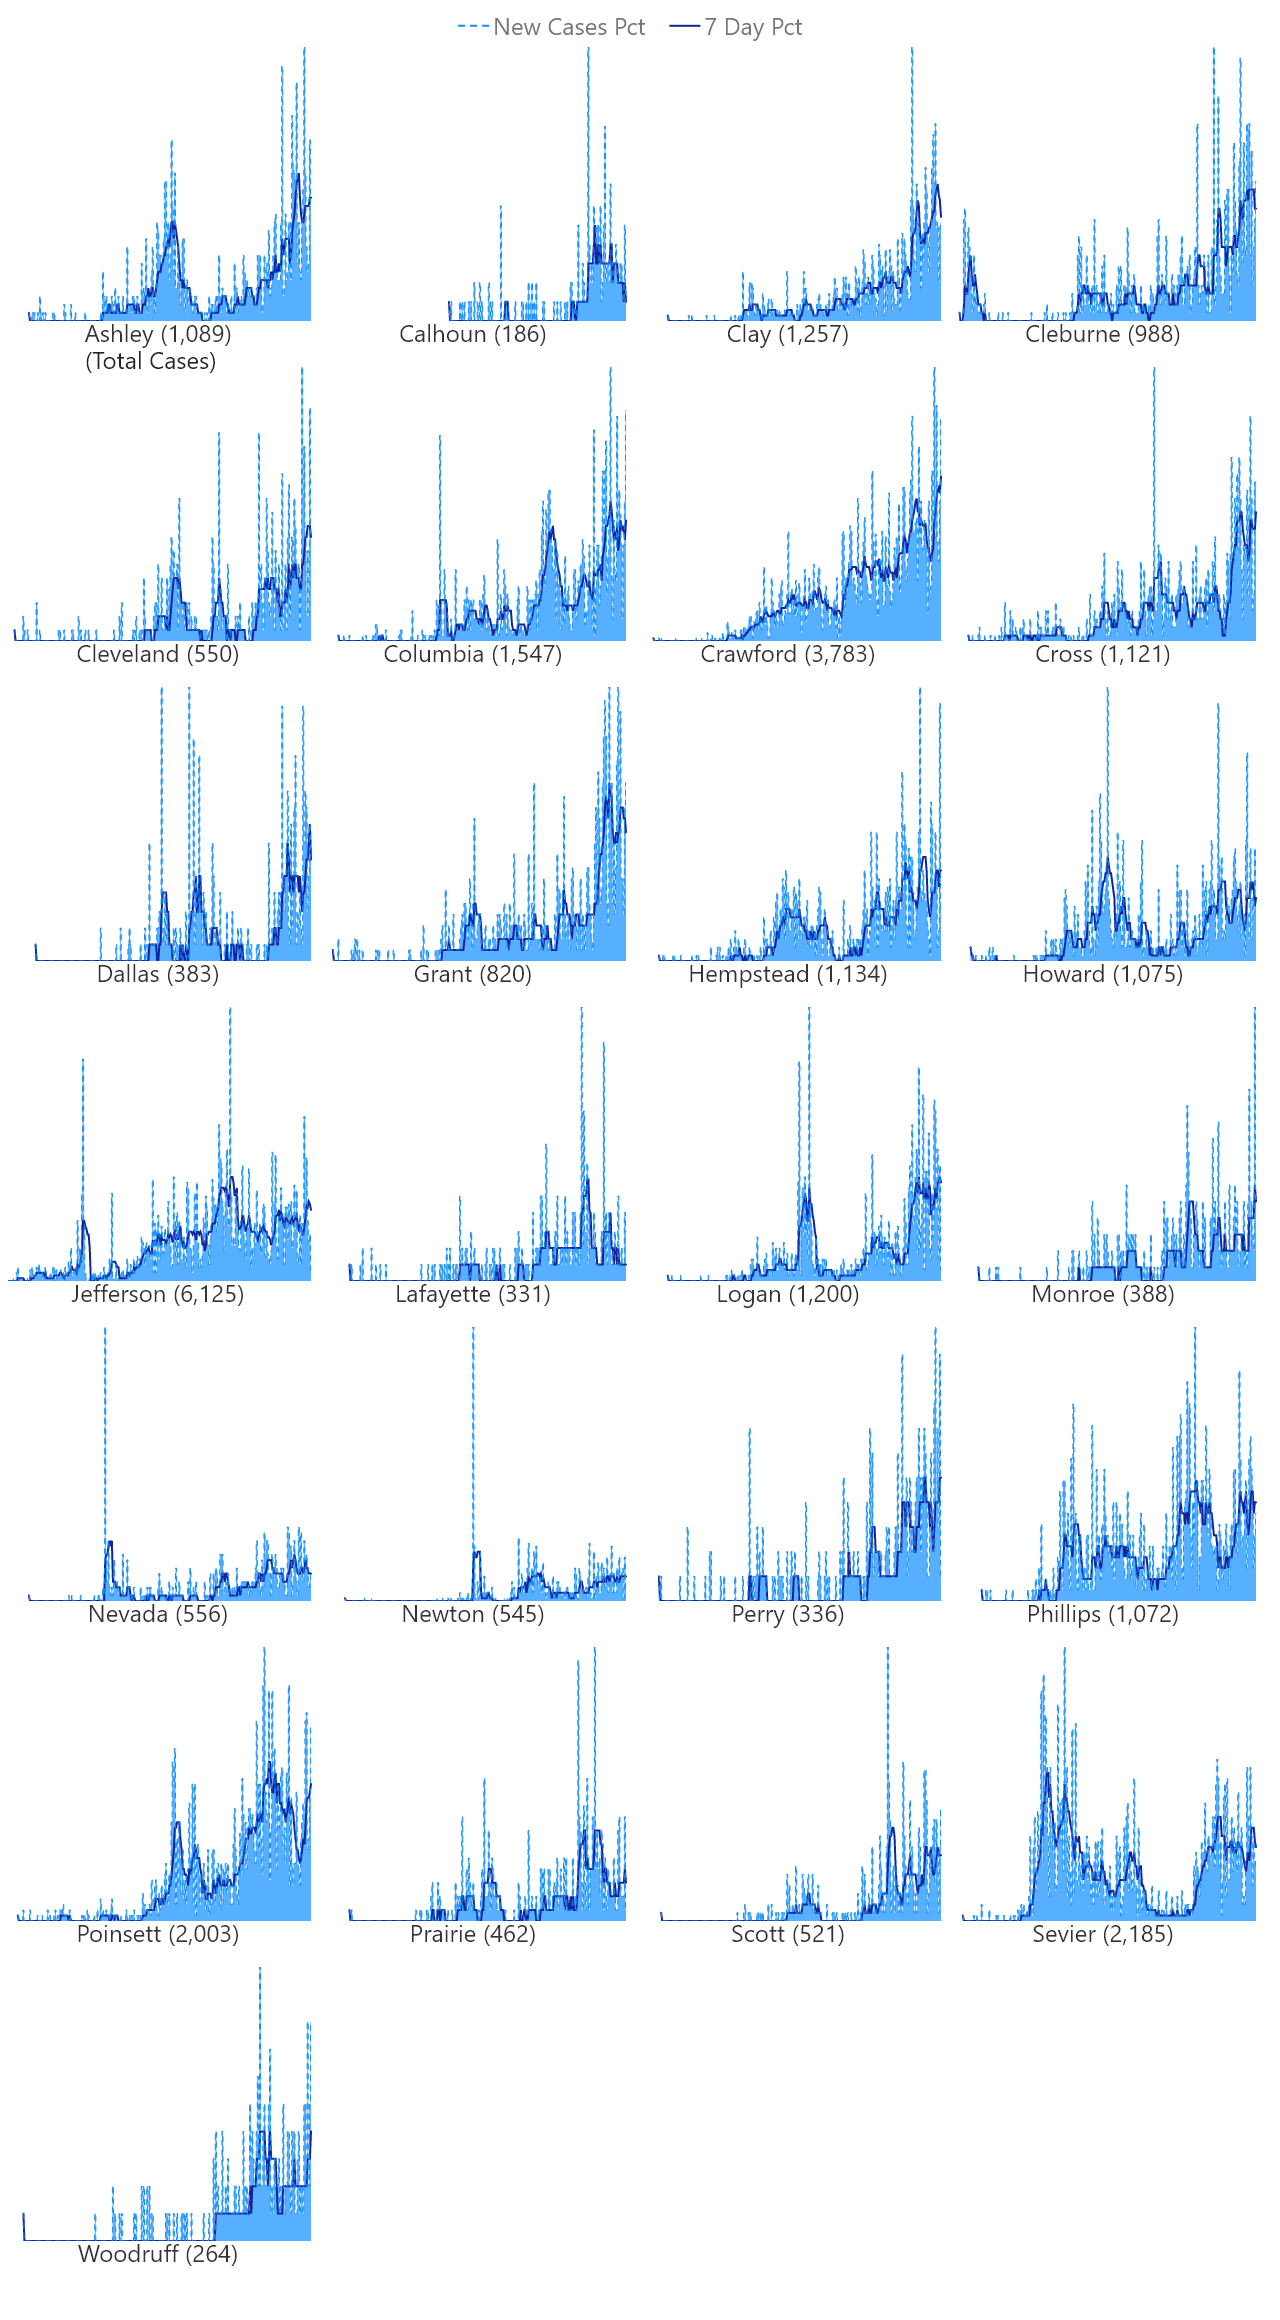 New Cases Pct 7 Day Pct
Ashley (1,089)
(Total Cases)
Calhoun (186)
Clay (1,257)
Cleburne (988)
Cleveland (550)
Columbia (1,547)
Crawford (3,783)
Cross (1,121)
Dallas (383)
Grant (820)
Hempstead (1,134)
Howard (1,075)
Jefferson (6,125)
Lafayette (331)
Logan (1,200)
Monroe (388)
Nevada (556)
Newton (545)
Perry (336)
Phillips (1,072)
Poinsett (2,003)
Prairie (462)
Scott (521)
Sevier (2,185)
Woodruff (264)